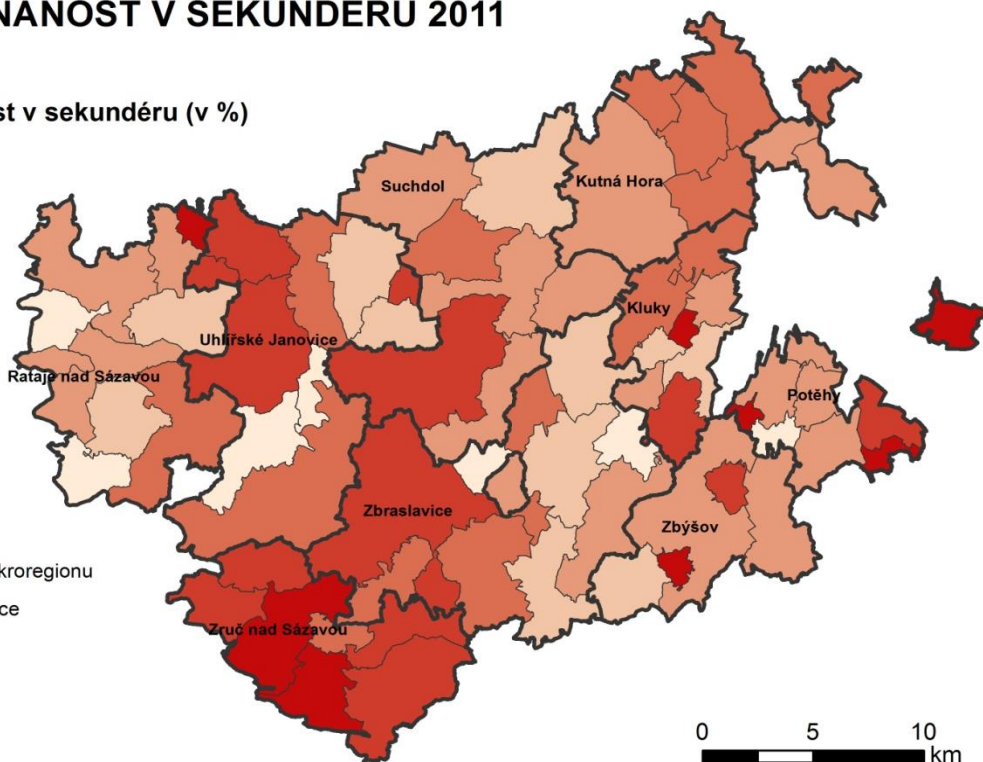 NANOST V SEKUNDÉRU 2011
st v sekundéru (v %)
Suchdol
Kutná Hora
Kluky
Uhlířské Janovice
Rataje nad Sázavou
Potěhy
Zbraslavice
Zbýšov
kroregionu
ce
Zruč nad Sázavou
0 5 10
km